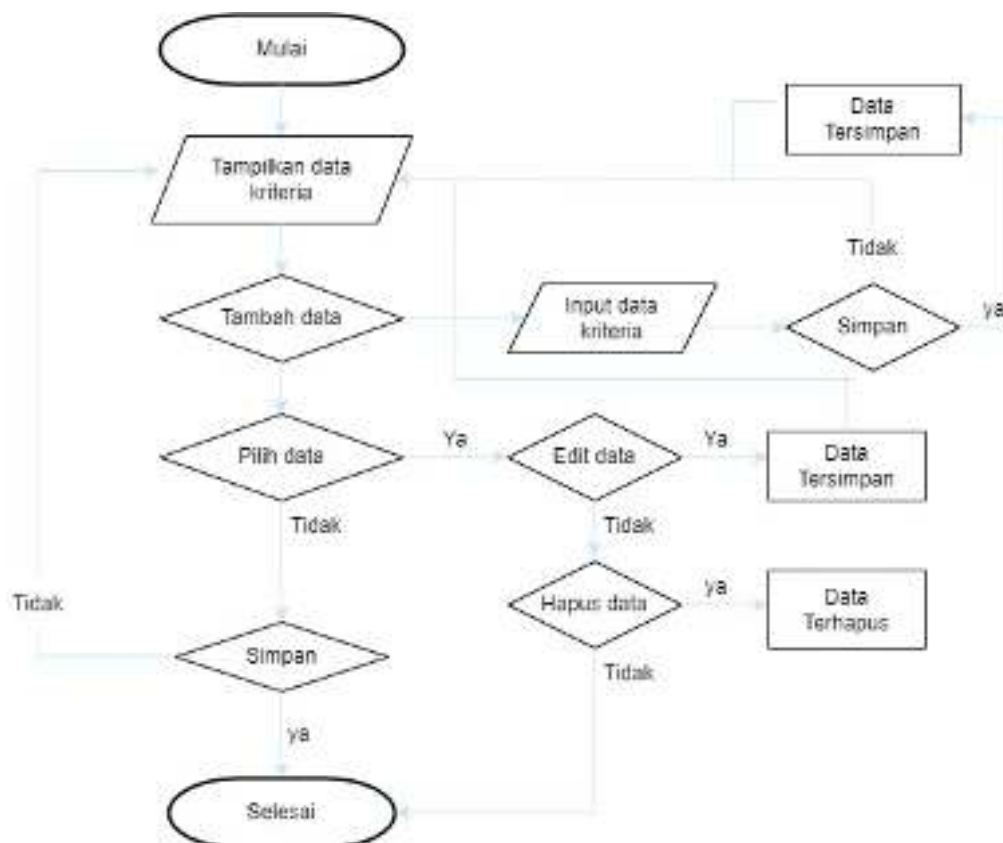 Mulai
Data
Tersimpan
Tampilkan data
kriteria
Tidak
Tambah data
Input data
kriteria
Simpan
ya
Pilih data
Ya
Edit data
Ya
Data
Tersimpan
Tidak
Tidak
Hapus data
ya
Data
Terhapus
Tidak
Simpan
Tidak
ya
Selesai